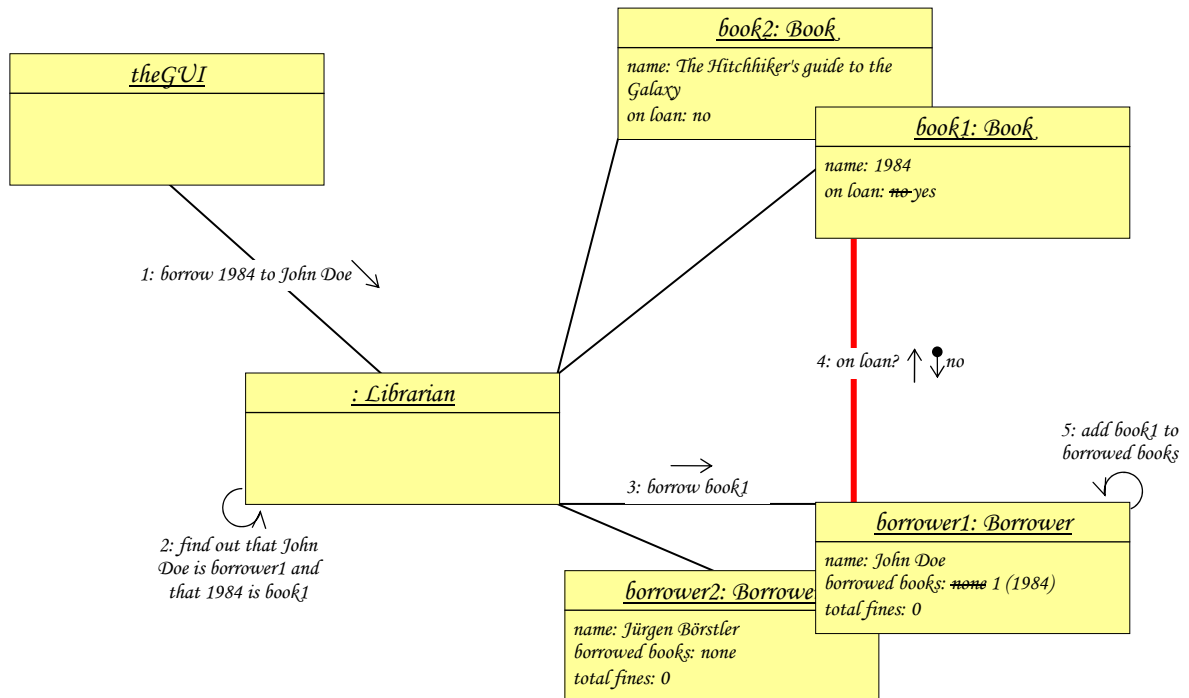 theGUI
book2: Book
name: The Hitchhiker's guide to the
Galaxy
on loan: no
book1: Book
name: 1984
on loan: no yes
1: borrow 1984 to John Doe
4: on loan?
no
: Librarian
5: add book1 to
borrowed books
3: borrow book1
2: find out that John
Doe is borrower1 and
that 1984 is book1
borrower1: Borrower
name: John Doe
borrowed books: none 1 (1984)
total fines: 0
borrower2: Borrowe
name: Jürgen Börstler
borrowed books: none
total fines: 0